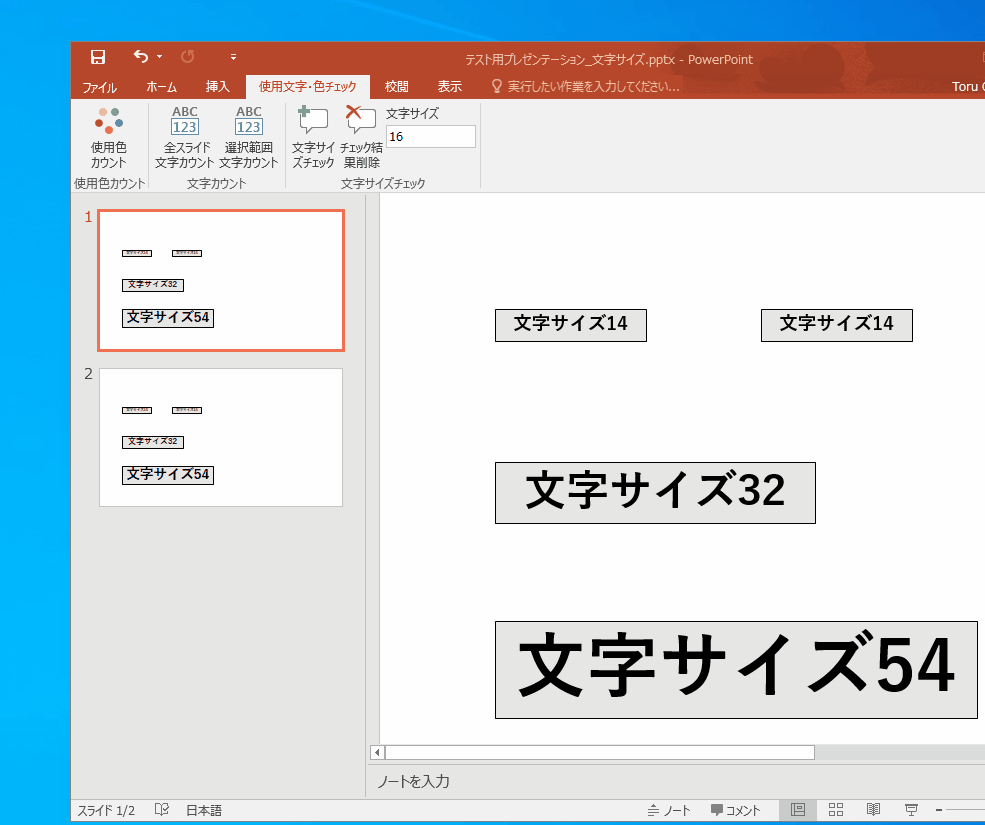 テスト用プレゼンテーション_文字サイズ.pptx - PowerPoint
ファイル ホーム 挿入 使用文字・色チェック 校閲 表示 実行したい作業を入力してください... Toru
使用色
カウント
使用色カウント
ABC
123
全スライド
文字カウント
ABC
123
選択範囲
文字カウント
文字カウント
文字サイ
ズチェック
チェック結
果削除
文字サイズ
16
文字サイズチェック
1
文字サイズ32
文字サイズ54
2
文字サイズ32
文字サイズ54
文字サイズ14 文字サイズ14
文字サイズ32
文字サイズ54
ノートを入力
スライド 1/2 日本語 ノート コメント